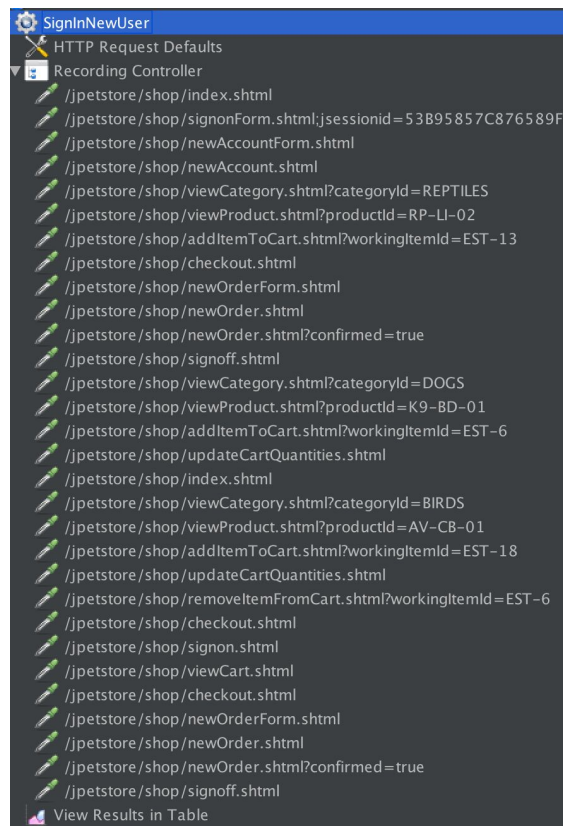 SignInNewUser
HTTP Request Defaults
Recording Controller
/jpetstore/shop/index.shtml
/jpetstore/shop/signonForm.shtml;jsessionid=53B95857C876589F
/jpetstore/shop/newAccountForm.shtml
/jpetstore/shop/newAccount.shtml
/jpetstore/shop/viewCategory.shtml?categoryId=REPTILES
/jpetstore/shop/viewProduct.shtml?productId=RP-LI-02
/jpetstore/shop/addItemToCart.shtml?workingItemId=EST-13
/jpetstore/shop/checkout.shtml
/jpetstore/shop/newOrderForm.shtml
/jpetstore/shop/newOrder.shtml
/jpetstore/shop/newOrder.shtml?confirmed=true
/jpetstore/shop/signoff.shtml
/jpetstore/shop/viewCategory.shtml?categoryId=DOGS
/jpetstore/shop/viewProduct.shtml?productId=K9-BD-01
/jpetstore/shop/addItemToCart.shtml?workingItemId=EST-6
/jpetstore/shop/updateCartQuantities.shtml
/jpetstore/shop/index.shtml
/jpetstore/shop/viewCategory.shtml?categoryId=BIRDS
/jpetstore/shop/viewProduct.shtml?productId=AV-CB-01
/jpetstore/shop/addItemToCart.shtml?workingItemId=EST-18
/jpetstore/shop/updateCartQuantities.shtml
/jpetstore/shop/removeItemFromCart.shtml?workingItemId=EST-6
/jpetstore/shop/checkout.shtml
/jpetstore/shop/signon.shtml
/jpetstore/shop/viewCart.shtml
/jpetstore/shop/checkout.shtml
/jpetstore/shop/newOrderForm.shtml
/jpetstore/shop/newOrder.shtml
/jpetstore/shop/newOrder.shtml?confirmed=true
/jpetstore/shop/signoff.shtml
View Results in Table